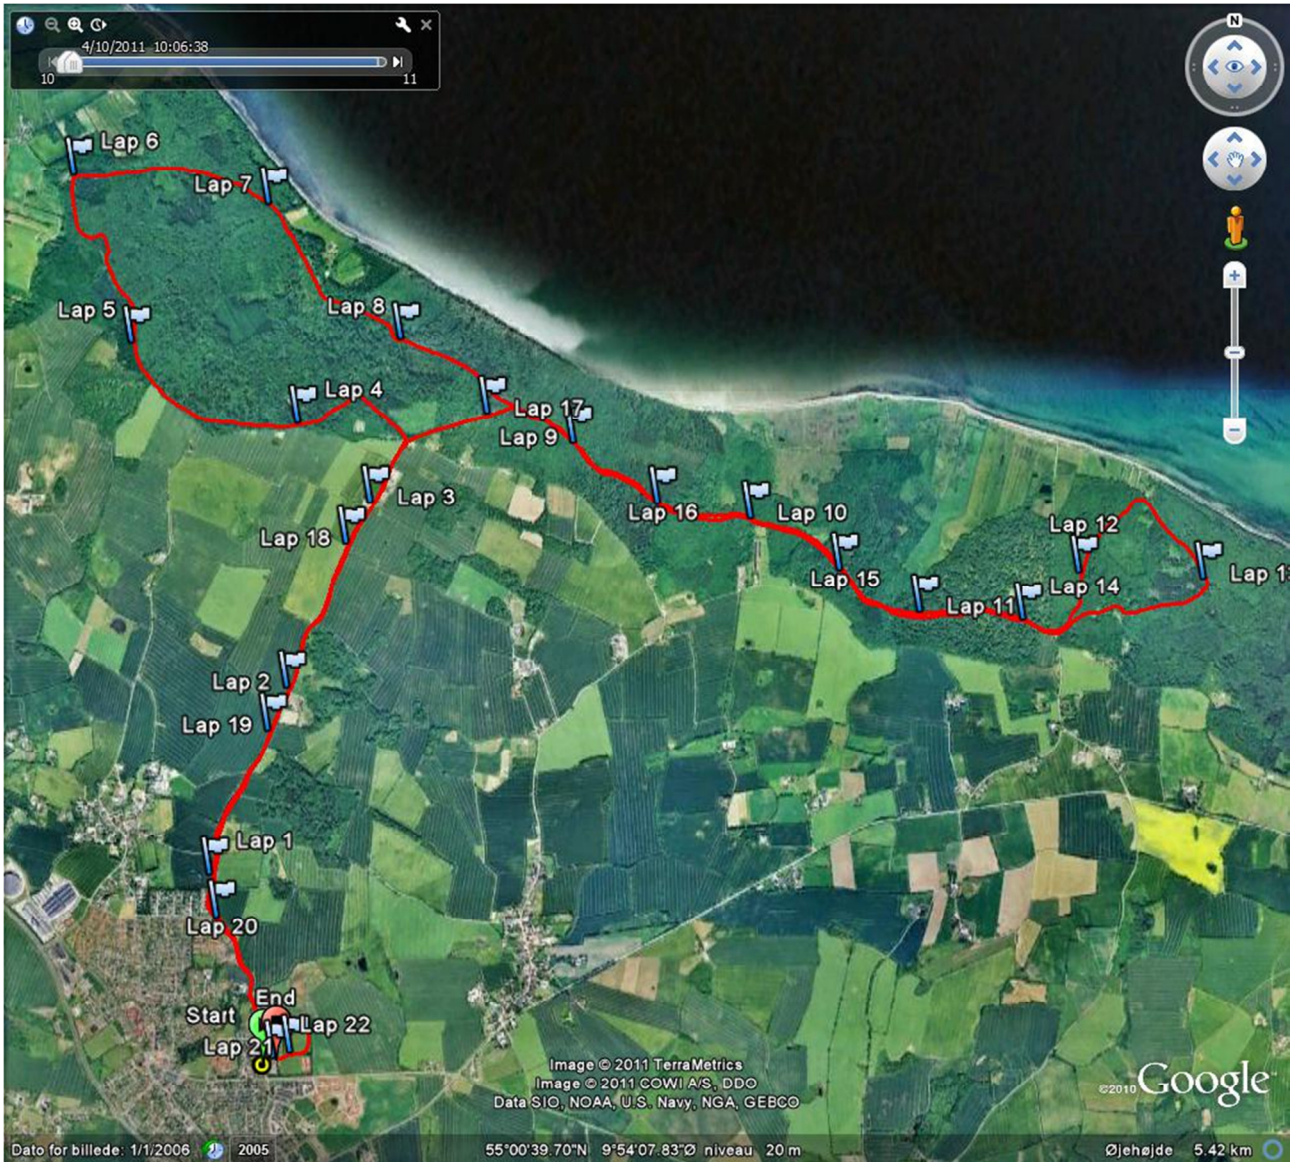 4/10/2011 10:06:38
10 11
N
Lap 6
Lap 7
Lap 5
Lap 8
Lap 4
Lap 17
Lap 9
Lap 3
Lap 16
Lap 10
Lap 18
Lap 12
Lap 15
Lap 13
Lap 14
Lap 11
Lap 2
Lap 19
Lap 1
Lap 20
End
Start
Lap 22
Lap 21
Image © 2011 TerraMetrics
Image © 2011 COWI A/S, DDO
Data SIO, NOAA, U.S. Navy, NGA, GEBCO
©2010 Google
Dato for billede: 1/1/2006 2005 55°00'39.70"N 9°54'07.83"Ø niveau 20 m Øjehøjde 5.42 km